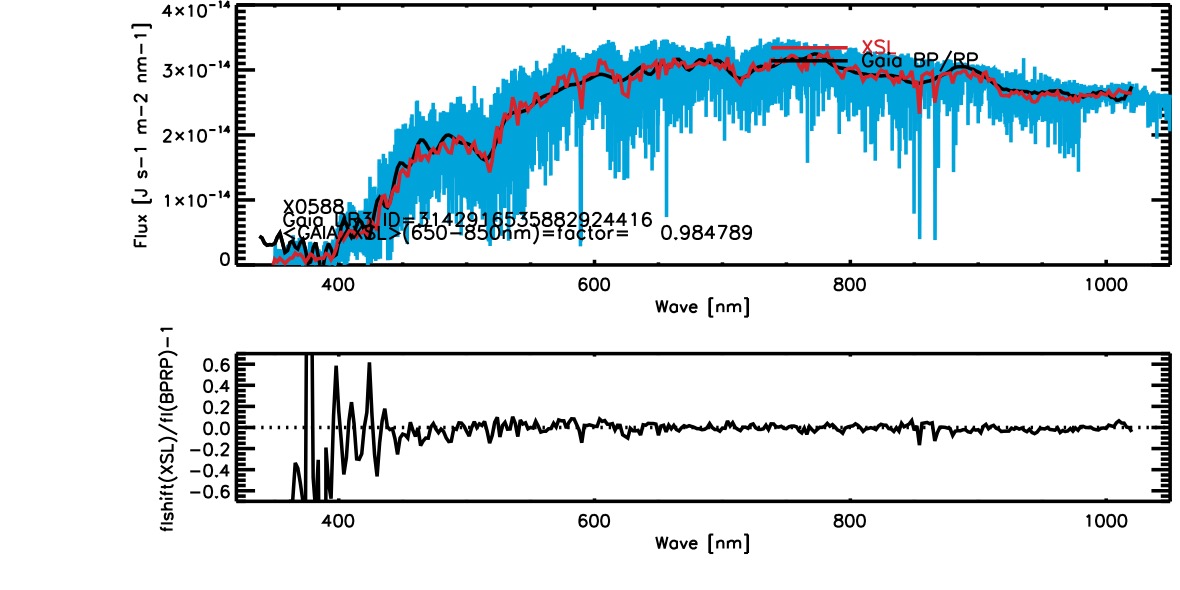 4×10⁻¹⁴
3×10⁻¹⁴
2×10⁻¹⁴
1×10⁻¹⁴
0
Flux [J s-1 m-2 nm-1]
XSL
Gaia BP/RP
X0588
Gaia DR3 ID=3142916535882924416
<GAIA/XSL>(650-850nm)=factor= 0.984789
400 600 800 1000
Wave [nm]
0.6
0.4
0.2
0.0
-0.2
-0.4
-0.6
flshift(XSL)/fl(BPRP)-1
400 600 800 1000
Wave [nm]